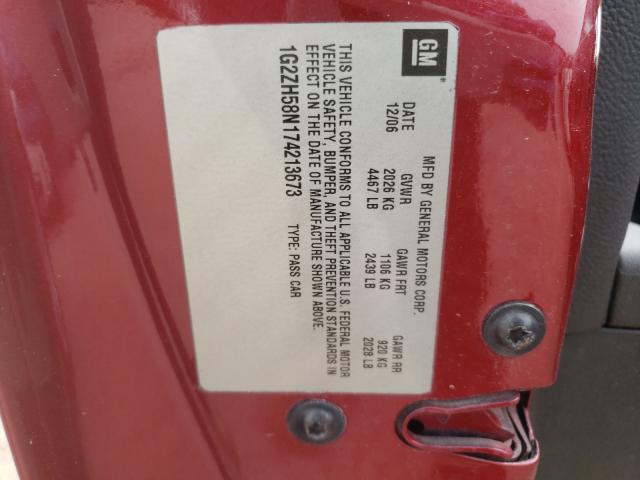 GM
MFD BY GENERAL MOTORS CORP.
DATE GVWR GAWR FRT GAWR RR
12/06 2026 KG 1106 KG 920 KG
4467 LB 2439 LB 2028 LB
THIS VEHICLE CONFORMS TO ALL APPLICABLE U.S. FEDERAL MOTOR
VEHICLE SAFETY, BUMPER, AND THEFT PREVENTION STANDARDS IN
EFFECT ON THE DATE OF MANUFACTURE SHOWN ABOVE.
1G2ZH58N174213673 TYPE: PASS CAR